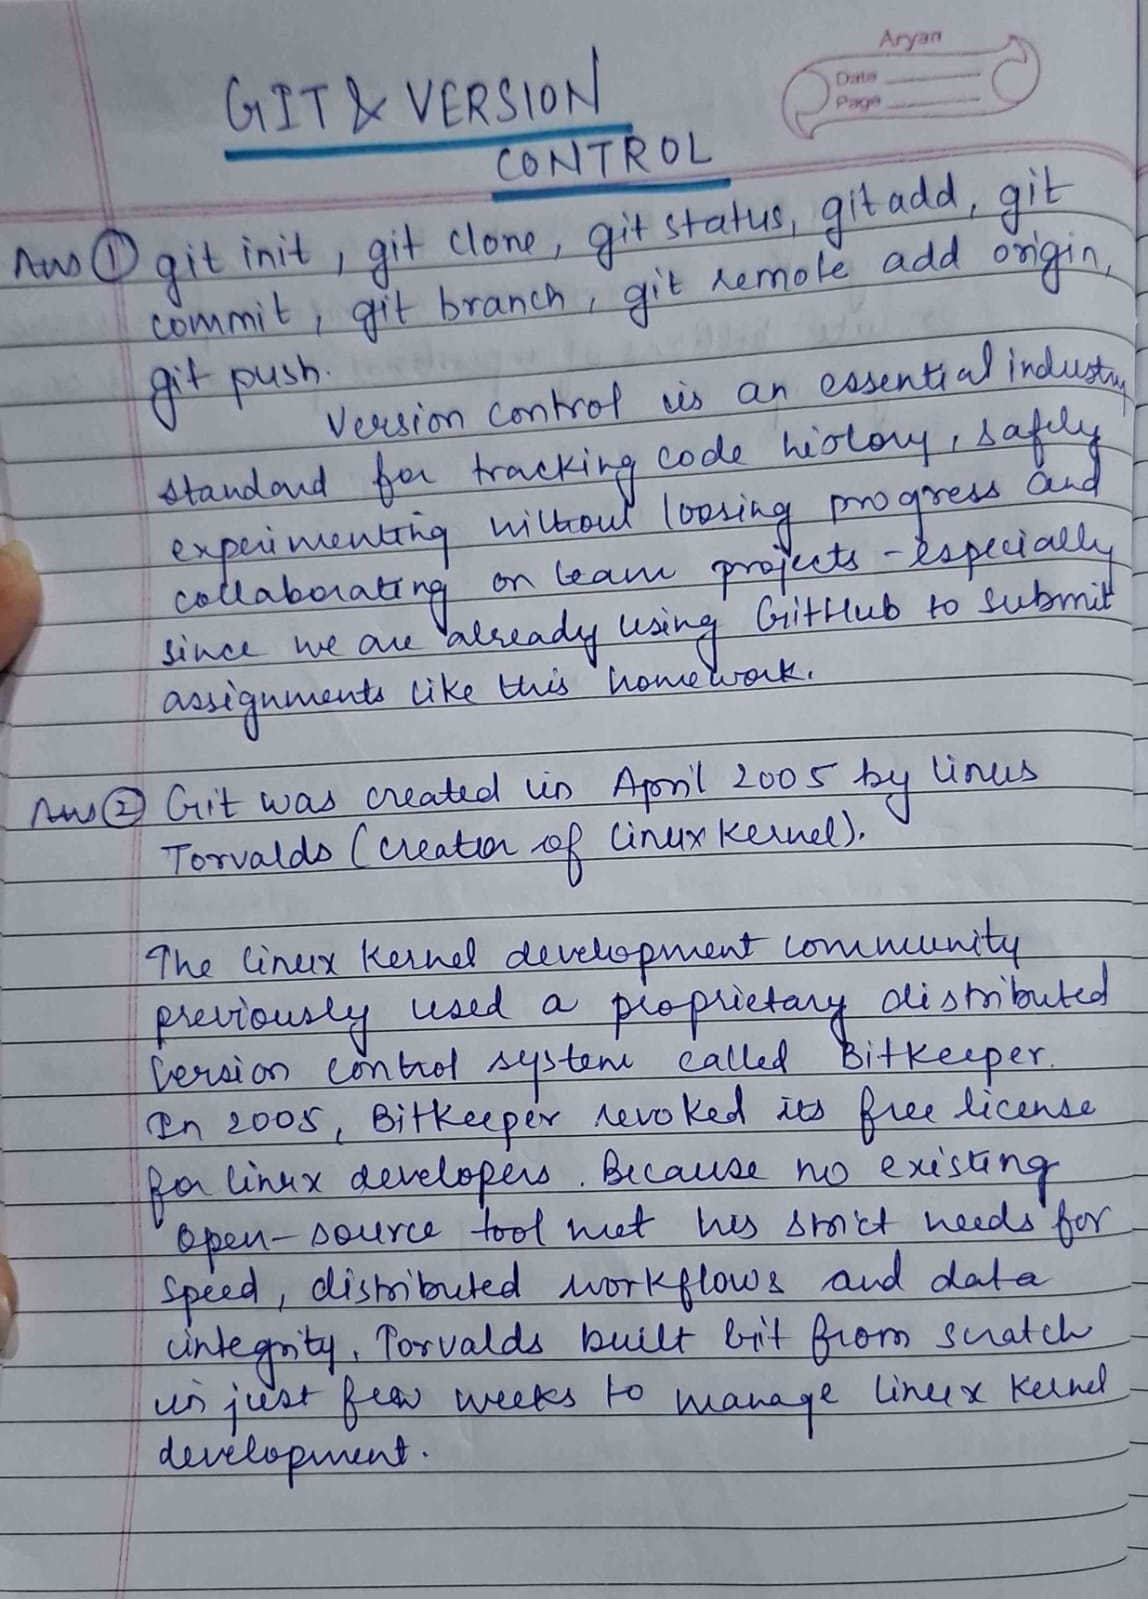 Aryan
Date
Page
GIT & VERSION
CONTROL
Ans ① git init, git clone, git status, git add, git
commit, git branch, git remote add origin,
git push.
Version control is an essential industry
standard for tracking code history, safely
experimenting without loosing progress and
collaborating on team projects - especially
since we are already using GitHub to submit
assignments like this homework.
Ans ② Git was created in April 2005 by Linus
Torvalds (creator of Linux Kernel).
The Linux Kernel development community
previously used a proprietary distributed
version control system called BitKeeper.
In 2005, BitKeeper revoked its free license
for Linux developers. Because no existing
open-source tool met his strict needs for
speed, distributed workflows and data
integrity, Torvalds built Git from scratch
in just few weeks to manage Linux Kernel
development.